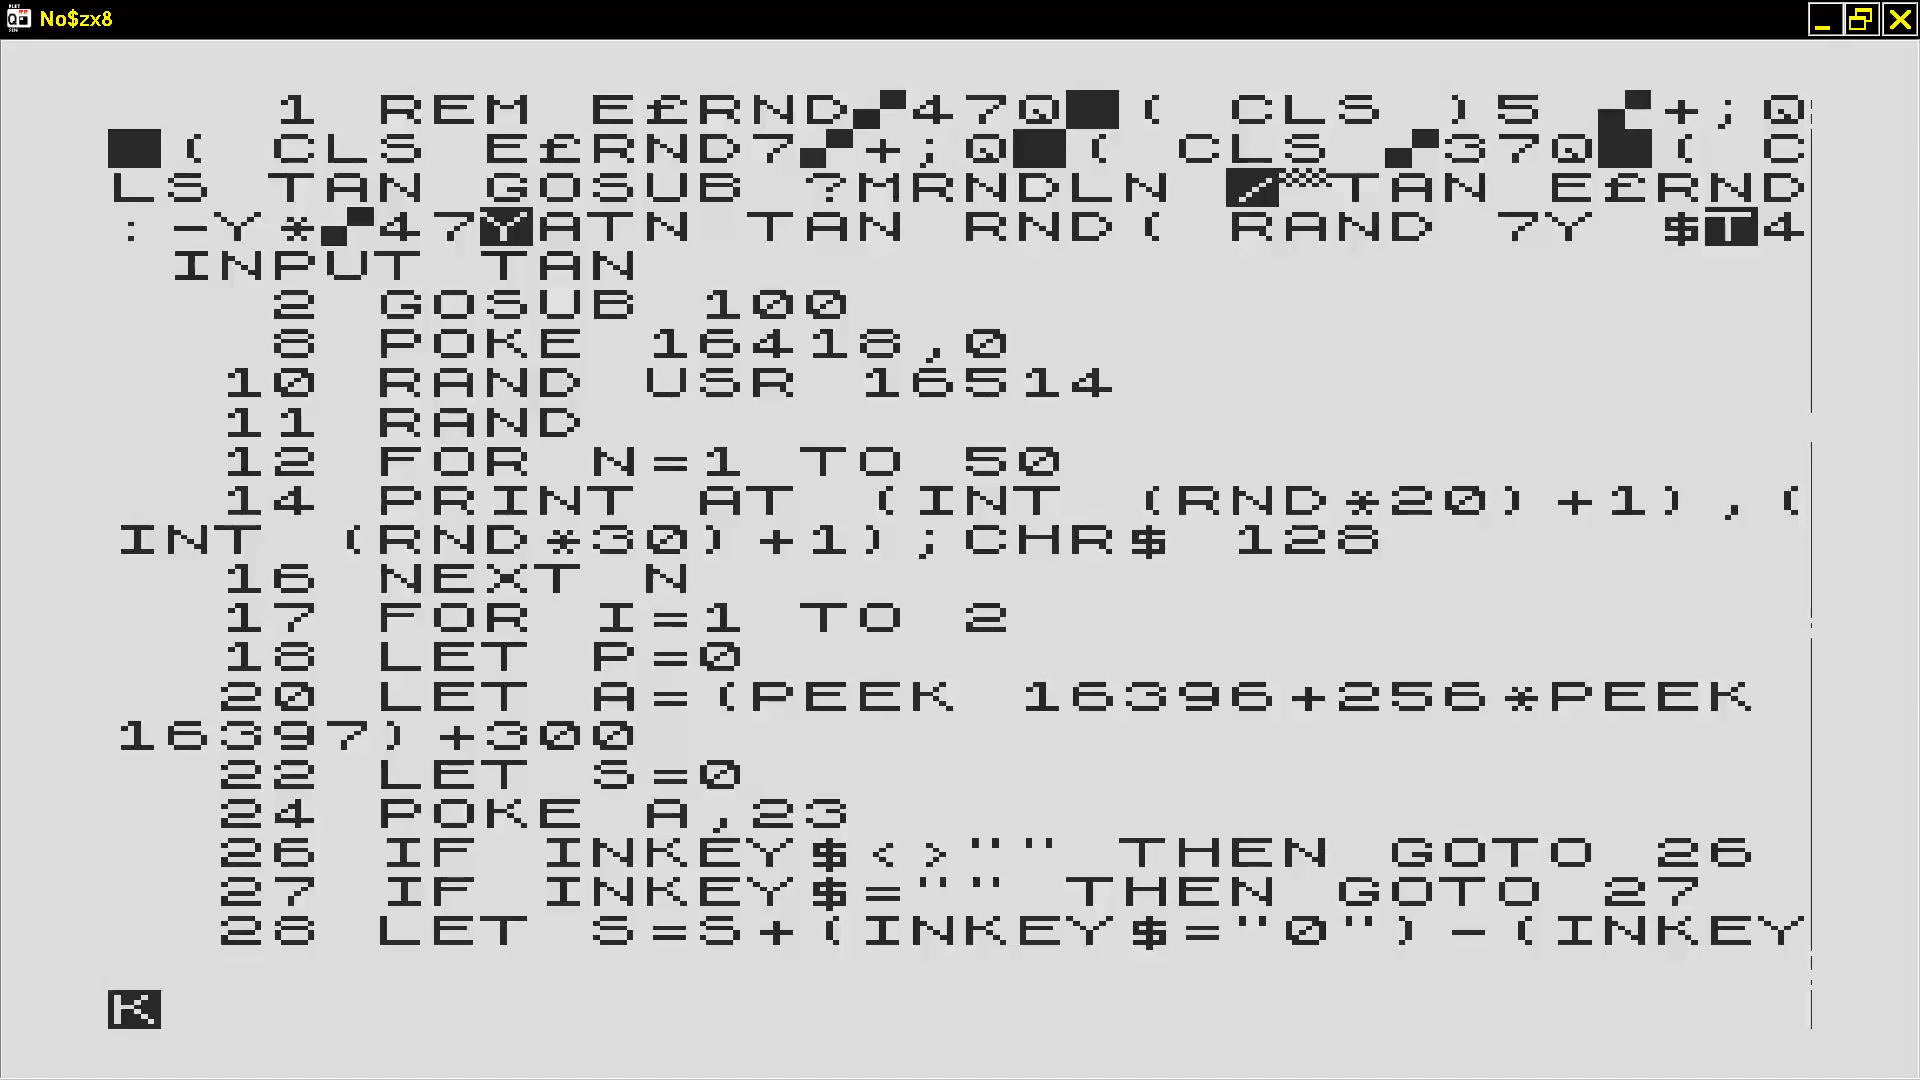 No$zx8
1 REM E£RND▞47Q█( CLS )5 ▞+;Q
█( CLS E£RND7▞+;Q█( CLS ▞37Q█( C
LS TAN GOSUB ?MRNDLN / TAN E£RND
:-Y*▞47YATN TAN RND( RAND 7Y $T4
INPUT TAN
2 GOSUB 100
8 POKE 16418,0
10 RAND USR 16514
11 RAND
12 FOR N=1 TO 50
14 PRINT AT (INT (RND*20)+1),(
INT (RND*30)+1);CHR$ 128
16 NEXT N
17 FOR I=1 TO 2
18 LET P=0
20 LET A=(PEEK 16396+256*PEEK
16397)+300
22 LET S=0
24 POKE A,23
26 IF INKEY$<>"" THEN GOTO 26
27 IF INKEY$="" THEN GOTO 27
28 LET S=S+(INKEY$="0")-(INKEY
K